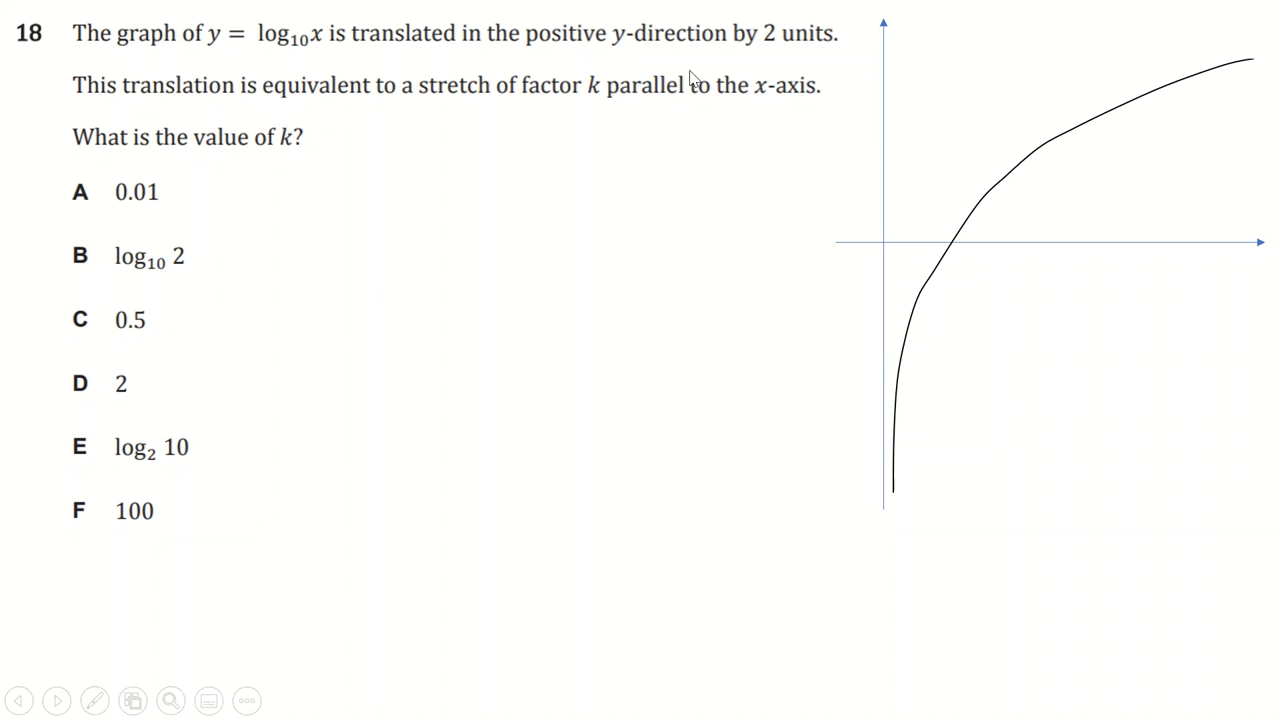 18 The graph of y = log₁₀x is translated in the positive y-direction by 2 units.
This translation is equivalent to a stretch of factor k parallel to the x-axis.
What is the value of k?
A 0.01
B log₁₀ 2
C 0.5
D 2
E log₂ 10
F 100